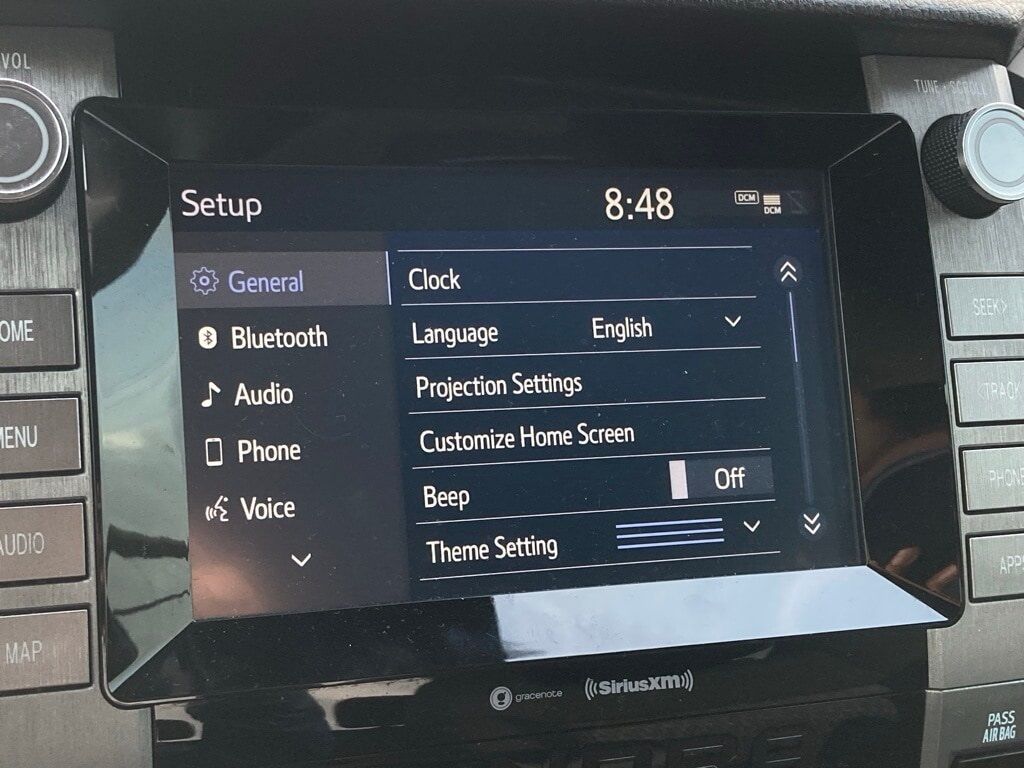 VOL
TUNE • SCROLL
Setup
8:48
DCM
DCM
General
Clock
Bluetooth
Language English
Audio
Projection Settings
Phone
Customize Home Screen
Voice
Beep Off
Theme Setting
OME
MENU
AUDIO
MAP
SEEK>
<TRACK
PHONE
APPS
gracenote
((SiriusXM))
PASS
AIR BAG